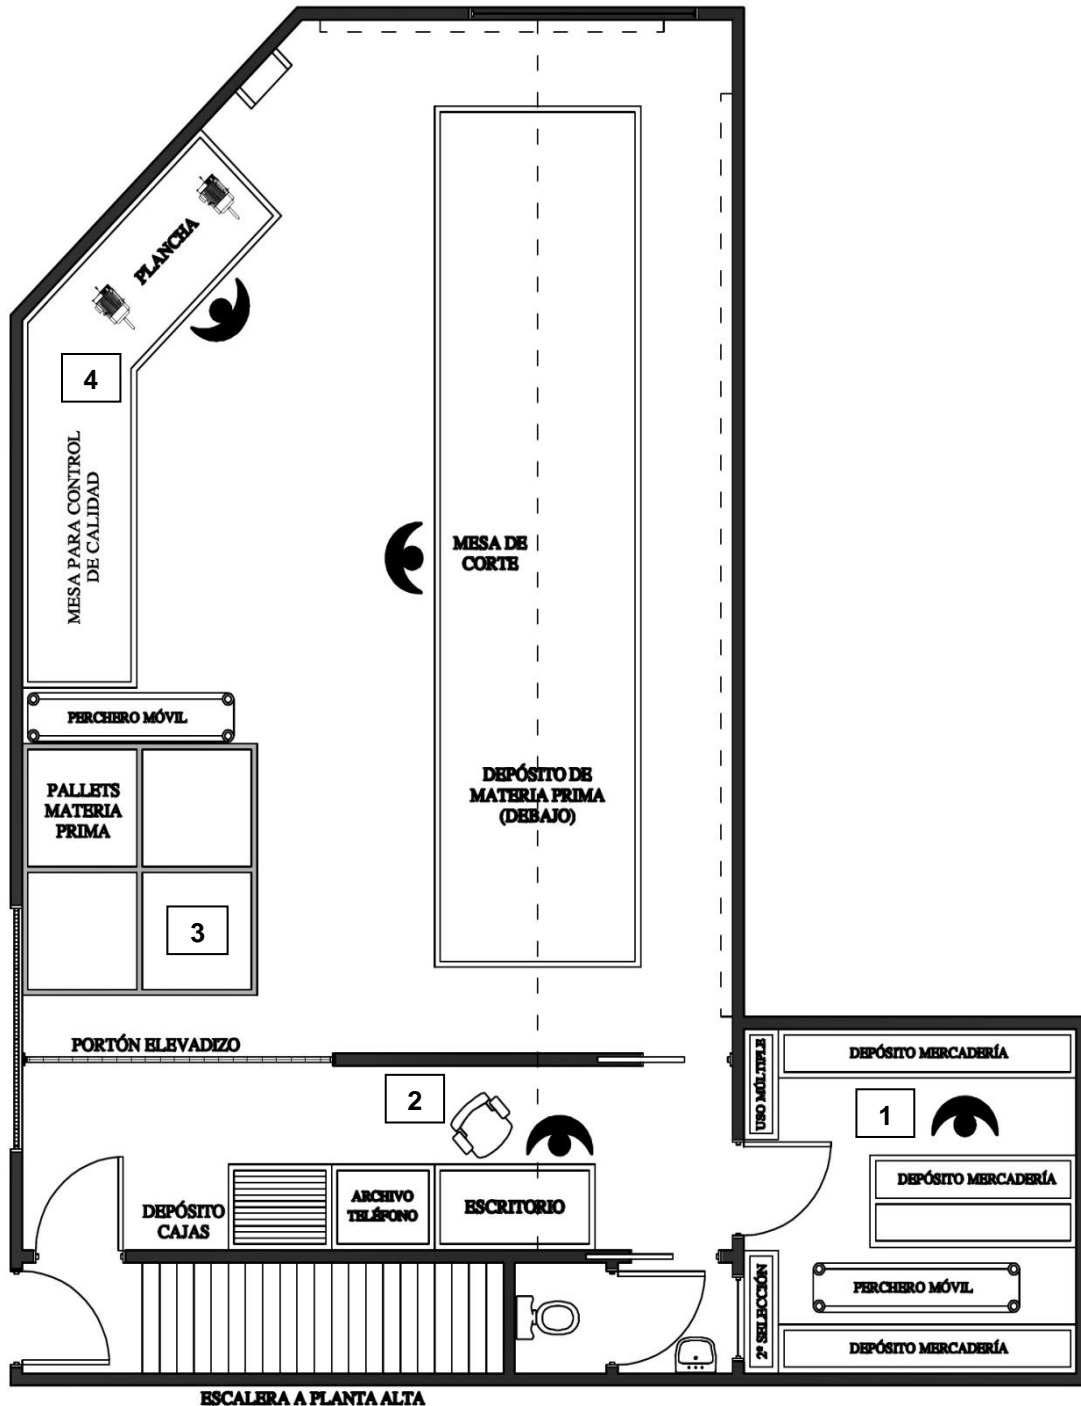 PLANCHA
4
MESA PARA CONTROL
DE CALIDAD
MESA DE
CORTE
PERCHERO MÓVIL
PALLETS
MATERIA
PRIMA
DEPÓSITO DE
MATERIA PRIMA
(DEBAJO)
3
PORTÓN ELEVADIZO
2
USO MÚLTIPLE
DEPÓSITO MERCADERÍA
1
DEPÓSITO MERCADERÍA
DEPÓSITO
CAJAS
ARCHIVO
TELÉFONO
ESCRITORIO
2ª SELECCIÓN
PERCHERO MÓVIL
DEPÓSITO MERCADERÍA
ESCALERA A PLANTA ALTA